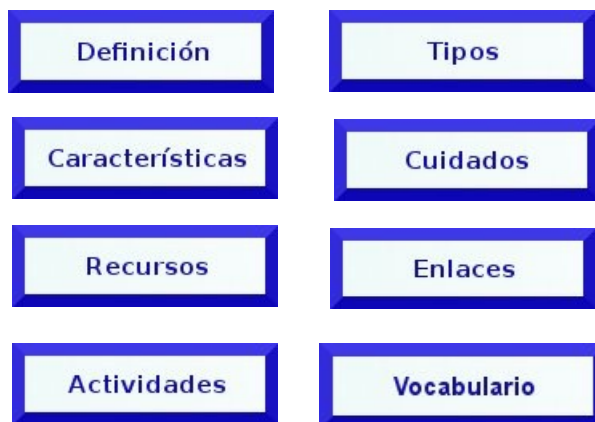 Definición
Tipos
Características
Cuidados
Recursos
Enlaces
Actividades
Vocabulario